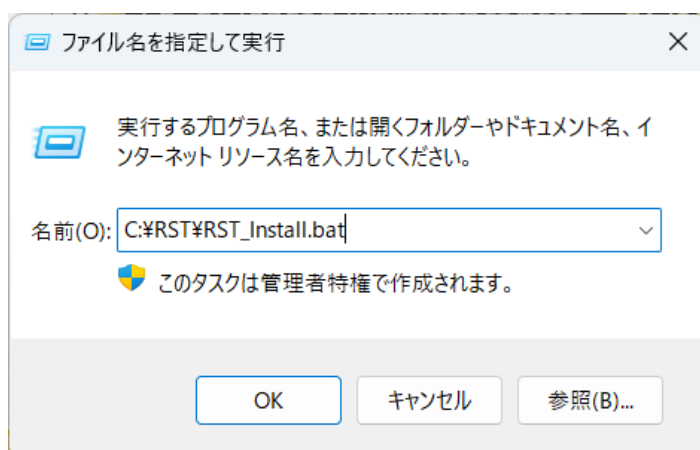 ファイル名を指定して実行
実行するプログラム名、または開くフォルダーやドキュメント名、イ
ンターネット リソース名を入力してください。
名前(O): C:¥RST¥RST_Install.bat
このタスクは管理者特権で作成されます。
OK キャンセル 参照(B)...